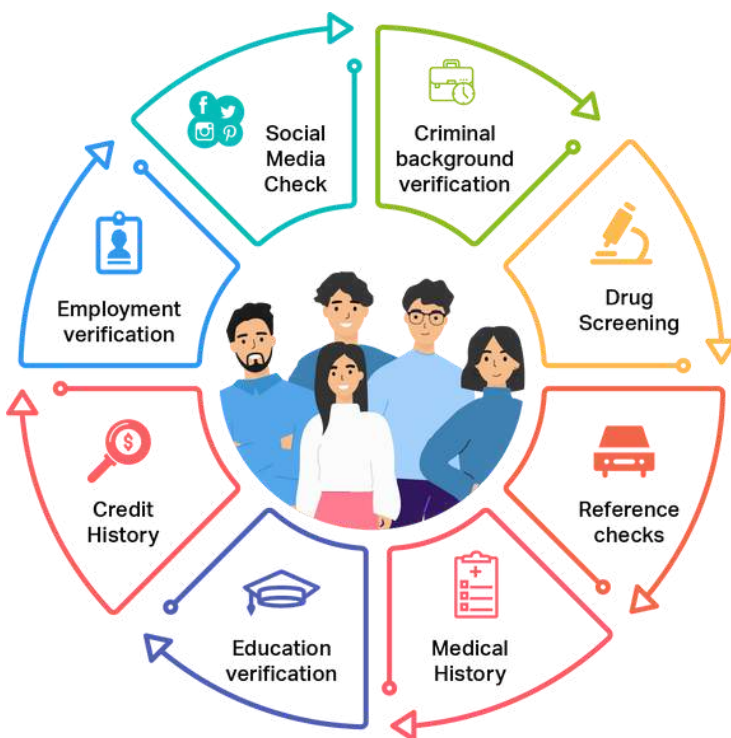 Social
Media
Check
Criminal
background
verification
Drug
Screening
Reference
checks
Medical
History
Education
verification
Credit
History
Employment
verification